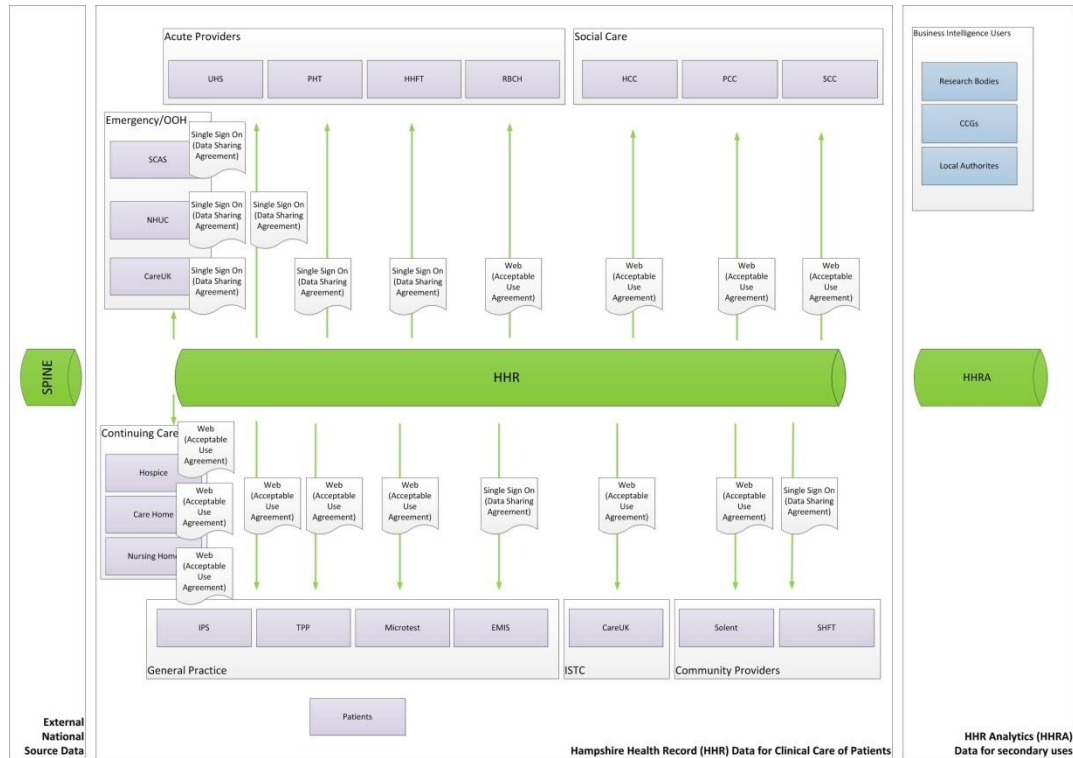 Acute Providers
UHS
PHT
HHFT
RBCH
Social Care
HCC
PCC
SCC
Business Intelligence Users
Research Bodies
CCGs
Local Authorites
Emergency/OOH
SCAS
NHUC
CareUK
Single Sign On
(Data Sharing
Agreement)
Single Sign On
(Data Sharing
Agreement)
Single Sign On
(Data Sharing
Agreement)
Single Sign On
(Data Sharing
Agreement)
Single Sign On
(Data Sharing
Agreement)
Single Sign On
(Data Sharing
Agreement)
Web
(Acceptable
Use
Agreement)
Web
(Acceptable
Use
Agreement)
Web
(Acceptable
Use
Agreement)
Web
(Acceptable
Use
Agreement)
SPINE
HHR
HHRA
Continuing Care
Hospice
Care Home
Nursing Home
Web
(Acceptable
Use
Agreement)
Web
(Acceptable
Use
Agreement)
Web
(Acceptable
Use
Agreement)
Web
(Acceptable
Use
Agreement)
Web
(Acceptable
Use
Agreement)
Web
(Acceptable
Use
Agreement)
Single Sign On
(Data Sharing
Agreement)
Web
(Acceptable
Use
Agreement)
Web
(Acceptable
Use
Agreement)
Single Sign On
(Data Sharing
Agreement)
IPS
TPP
Microtest
EMIS
General Practice
CareUK
ISTC
Solent
SHFT
Community Providers
Patients
External
National
Source Data
Hampshire Health Record (HHR) Data for Clinical Care of Patients
HHR Analytics (HHRA)
Data for secondary uses